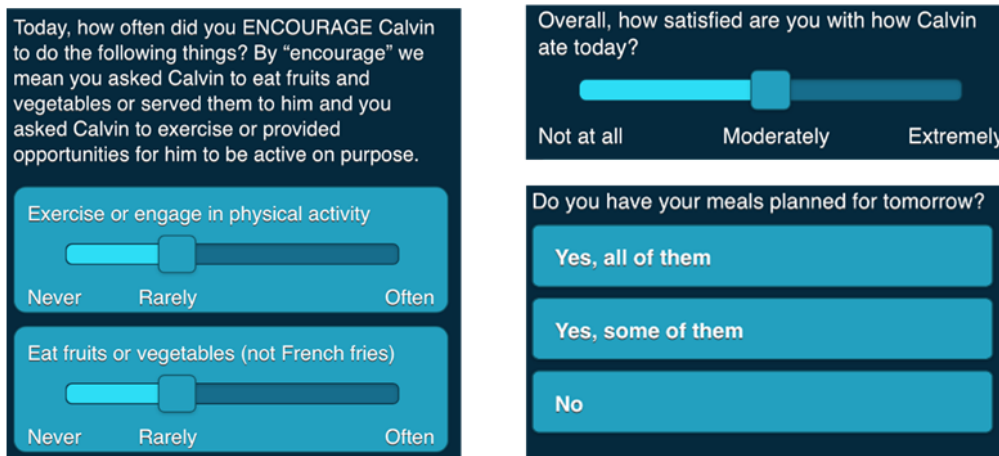 Today, how often did you ENCOURAGE Calvin
to do the following things? By “encourage” we
mean you asked Calvin to eat fruits and
vegetables or served them to him and you
asked Calvin to exercise or provided
opportunities for him to be active on purpose.
Exercise or engage in physical activity
Never Rarely Often
Eat fruits or vegetables (not French fries)
Never Rarely Often
Overall, how satisfied are you with how Calvin
ate today?
Not at all Moderately Extremely
Do you have your meals planned for tomorrow?
Yes, all of them
Yes, some of them
No